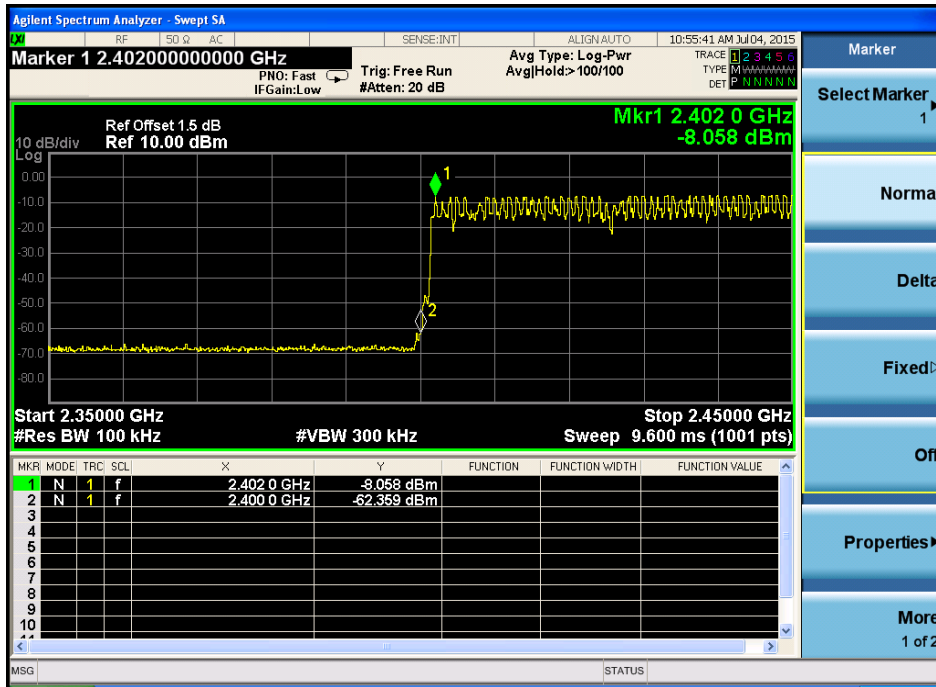 Agilent Spectrum Analyzer - Swept SA
LXI RF 50 Ω AC SENSE:INT ALIGN AUTO 10:55:41 AM Jul 04, 2015
Marker 1 2.402000000000 GHz
PNO: Fast
IFGain:Low
Trig: Free Run
#Atten: 20 dB
Avg Type: Log-Pwr
Avg|Hold:>100/100
TRACE 1 2 3 4 5 6
TYPE M
DET P N N N N N
Mkr1 2.402 0 GHz
-8.058 dBm
Ref Offset 1.5 dB
10 dB/div Ref 10.00 dBm
Log
0.00
-10.0
-20.0
-30.0
-40.0
-50.0
-60.0
-70.0
-80.0
1
2
Start 2.35000 GHz Stop 2.45000 GHz
#Res BW 100 kHz #VBW 300 kHz Sweep 9.600 ms (1001 pts)
MKR MODE TRC SCL X Y FUNCTION FUNCTION WIDTH FUNCTION VALUE
1 N 1 f 2.402 0 GHz -8.058 dBm
2 N 1 f 2.400 0 GHz -62.359 dBm
3
4
5
6
7
8
9
10
11
MSG STATUS
Marker
Select Marker
1
Norma
Delta
Fixed
Off
Properties
More
1 of 2